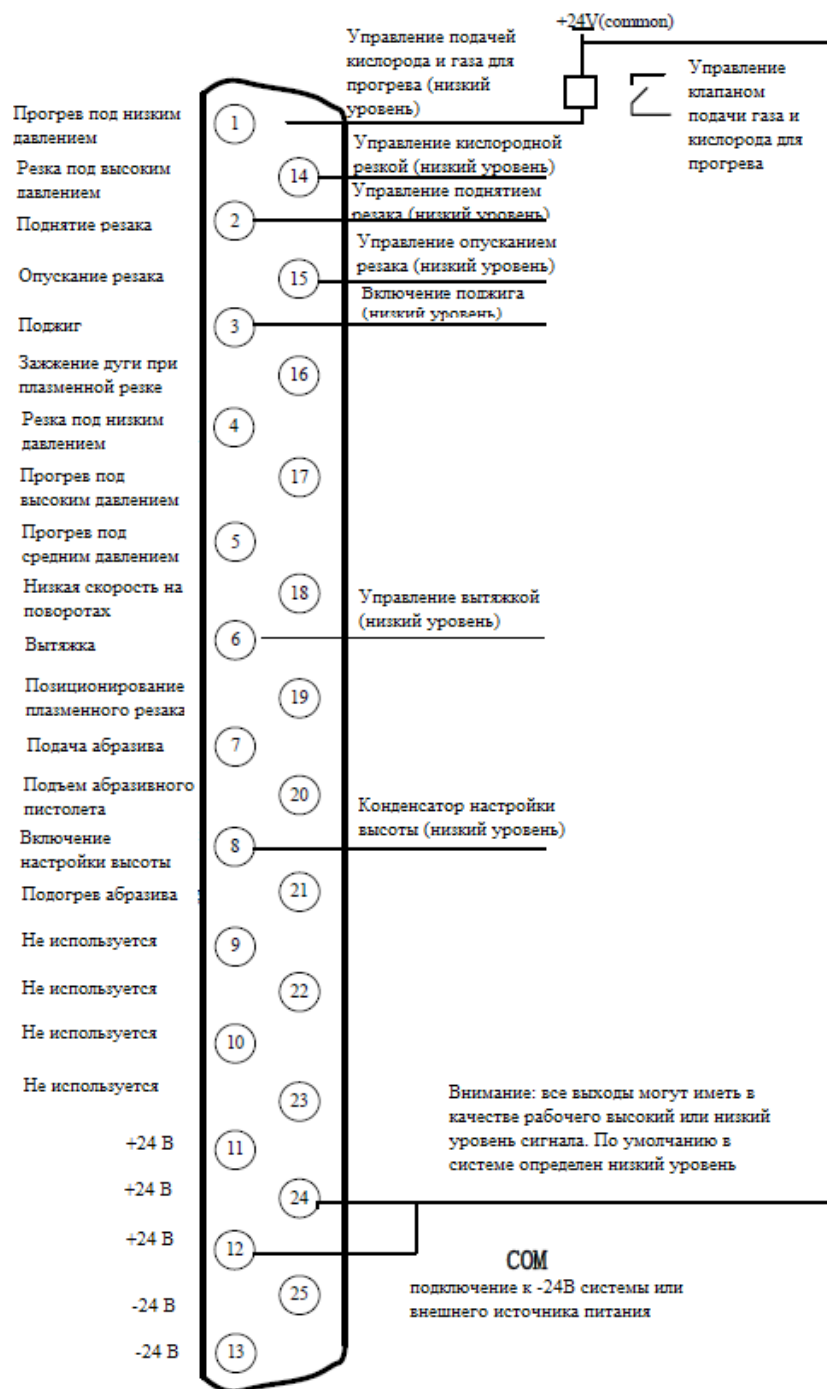 +24V(common)
Управление подачей
кислорода и газа для
прогрева (низкий
уровень)
Управление
клапаном
подачи газа и
кислорода для
прогрева
Прогрев под низким
давлением
1
Управление кислородной
резкой (низкий уровень)
Резка под высоким
давлением
14
Управление поднятием
резака (низкий уровень)
Поднятие резака
2
Управление опусканием
резака (низкий уровень)
Опускание резака
15
Включение поджига
(низкий уровень)
Поджиг
3
Зажжение дуги при
плазменной резке
16
Резка под низким
давлением
4
Прогрев под
высоким давлением
17
Прогрев под
средним давлением
5
Низкая скорость на
поворотах
18
Управление вытяжкой
(низкий уровень)
Вытяжка
6
Позиционирование
плазменного резака
19
Подача абразива
7
Подъем абразивного
пистолета
20
Конденсатор настройки
высоты (низкий уровень)
Включение
настройки высоты
8
Подогрев абразива
21
Не используется
9
Не используется
22
Не используется
10
Не используется
23
Внимание: все выходы могут иметь в
качестве рабочего высокий или низкий
уровень сигнала. По умолчанию в
системе определен низкий уровень
+24 В
11
+24 В
24
+24 В
12
COM
подключение к -24В системы или
внешнего источника питания
-24 В
25
-24 В
13